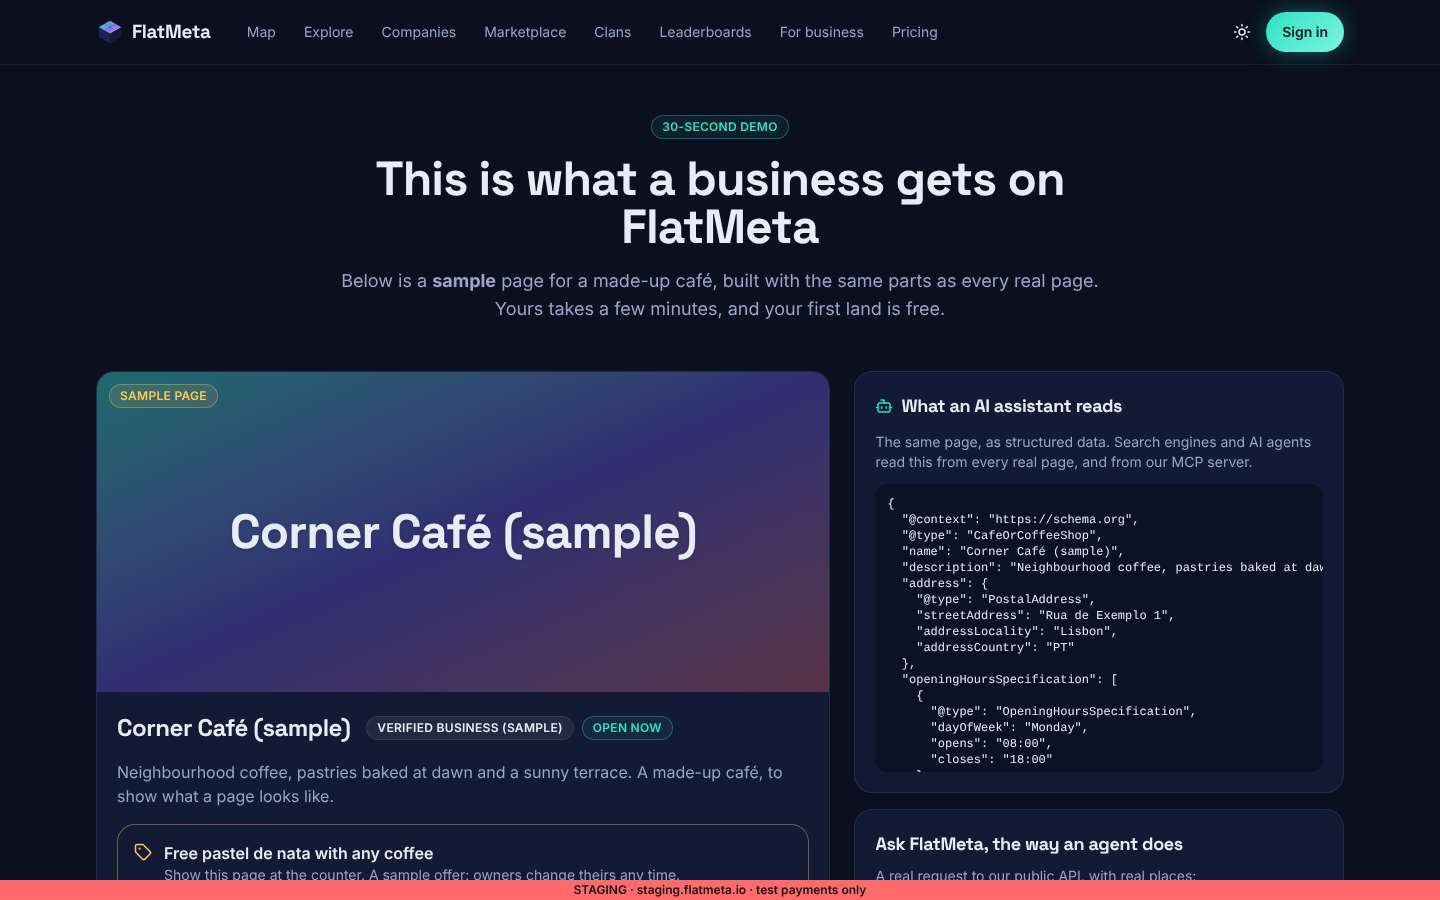 FlatMeta
Map
Explore
Companies
Marketplace
Clans
Leaderboards
For business
Pricing
Sign in
30-SECOND DEMO
This is what a business gets on
FlatMeta
Below is a sample page for a made-up café, built with the same parts as every real page.
Yours takes a few minutes, and your first land is free.
SAMPLE PAGE
Corner Café (sample)
Corner Café (sample)
VERIFIED BUSINESS (SAMPLE)
OPEN NOW
Neighbourhood coffee, pastries baked at dawn and a sunny terrace. A made-up café, to
show what a page looks like.
Free pastel de nata with any coffee
Show this page at the counter. A sample offer: owners change theirs any time.
What an AI assistant reads
The same page, as structured data. Search engines and AI agents
read this from every real page, and from our MCP server.
{
"@context": "https://schema.org",
"@type": "CafeOrCoffeeShop",
"name": "Corner Café (sample)",
"description": "Neighbourhood coffee, pastries baked at
"address": {
"@type": "PostalAddress",
"streetAddress": "Rua de Exemplo 1",
"addressLocality": "Lisbon",
"addressCountry": "PT"
},
"openingHoursSpecification": [
{
"@type": "OpeningHoursSpecification",
"dayOfWeek": "Monday",
"opens": "08:00",
"closes": "18:00"
Ask FlatMeta, the way an agent does
A real request to our public API, with real places:
STAGING · staging.flatmeta.io · test payments only